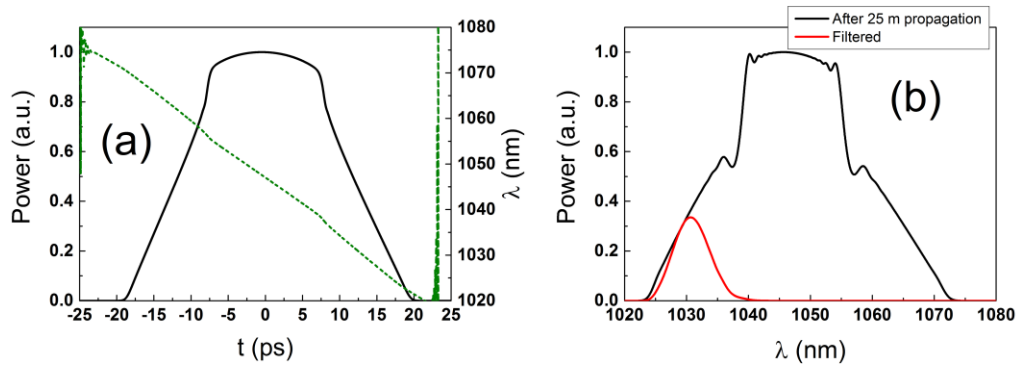 (a)
Power (a.u.)
1.0
0.8
0.6
0.4
0.2
0.0
-25 -20 -15 -10 -5 0 5 10 15 20 25
t (ps)
1080
1070
1060
1050
1040
1030
1020
λ (nm)
After 25 m propagation
Filtered
(b)
Power (a.u.)
1.0
0.8
0.6
0.4
0.2
0.0
1020 1030 1040 1050 1060 1070 1080
λ (nm)